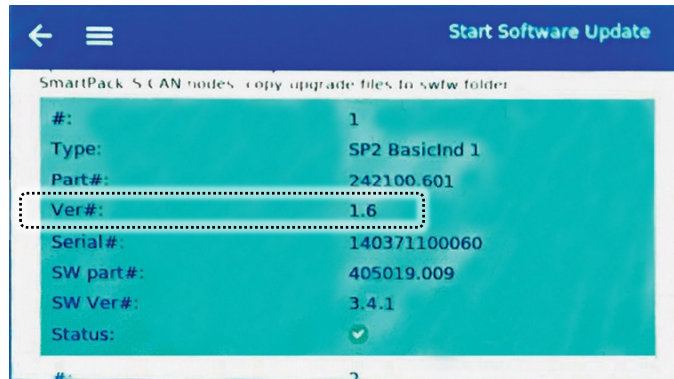 Start Software Update
SmartPack S CAN nodes, copy upgrade files to swfw folder
#: 1
Type: SP2 BasicInd 1
Part#: 242100.601
Ver#: 1.6
Serial#: 140371100060
SW part#: 405019.009
SW Ver#: 3.4.1
Status:
#: 2